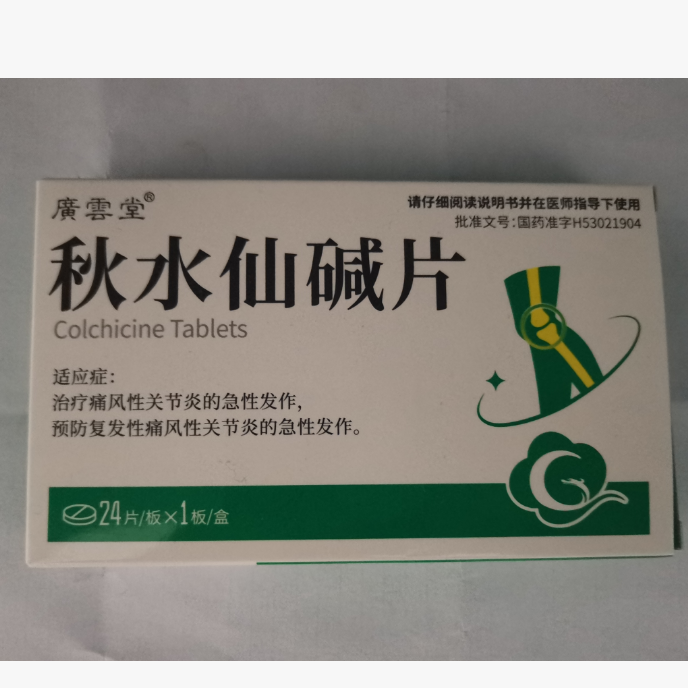 廣雲堂®
请仔细阅读说明书并在医师指导下使用
批准文号:国药准字H53021904
秋水仙碱片
Colchicine Tablets
适应症:
治疗痛风性关节炎的急性发作,
预防复发性痛风性关节炎的急性发作。
24片/板×1板/盒